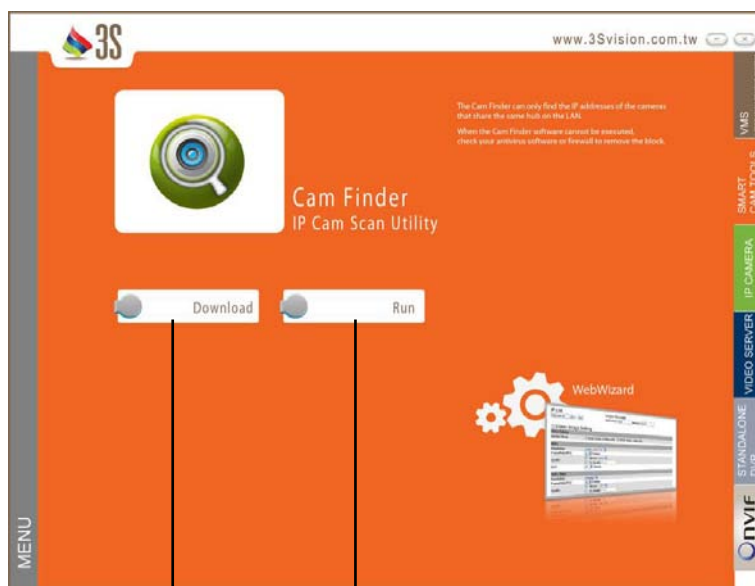 3S
www.3Svision.com.tw
The Cam Finder can only find the IP addresses of the cameras
that share the same hub on the LAN.
When the Cam Finder software cannot be executed,
check your antivirus software or firewall to remove the block.
Cam Finder
IP Cam Scan Utility
Download
Run
WebWizard
MENU
VMS
SMART
CAM TOOLS
IP CAMERA
VIDEO SERVER
STANDALONE
DVR
ONVIF